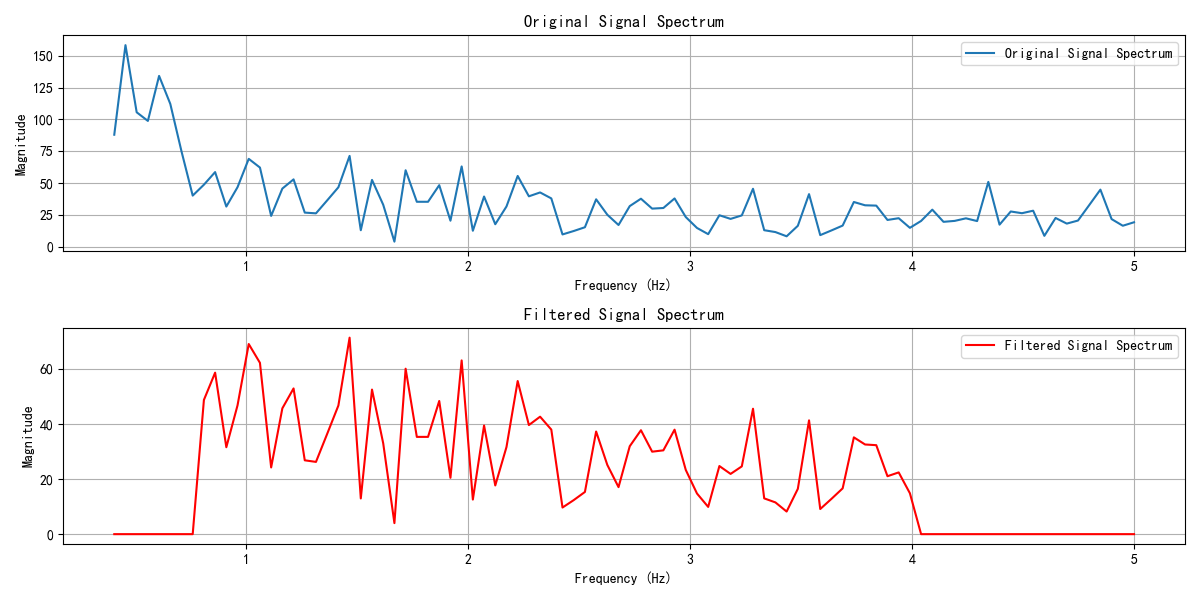 Original Signal Spectrum
Original Signal Spectrum
Magnitude
150
125
100
75
50
25
0
1 2 3 4 5
Frequency (Hz)
Filtered Signal Spectrum
Filtered Signal Spectrum
Magnitude
60
40
20
0
1 2 3 4 5
Frequency (Hz)